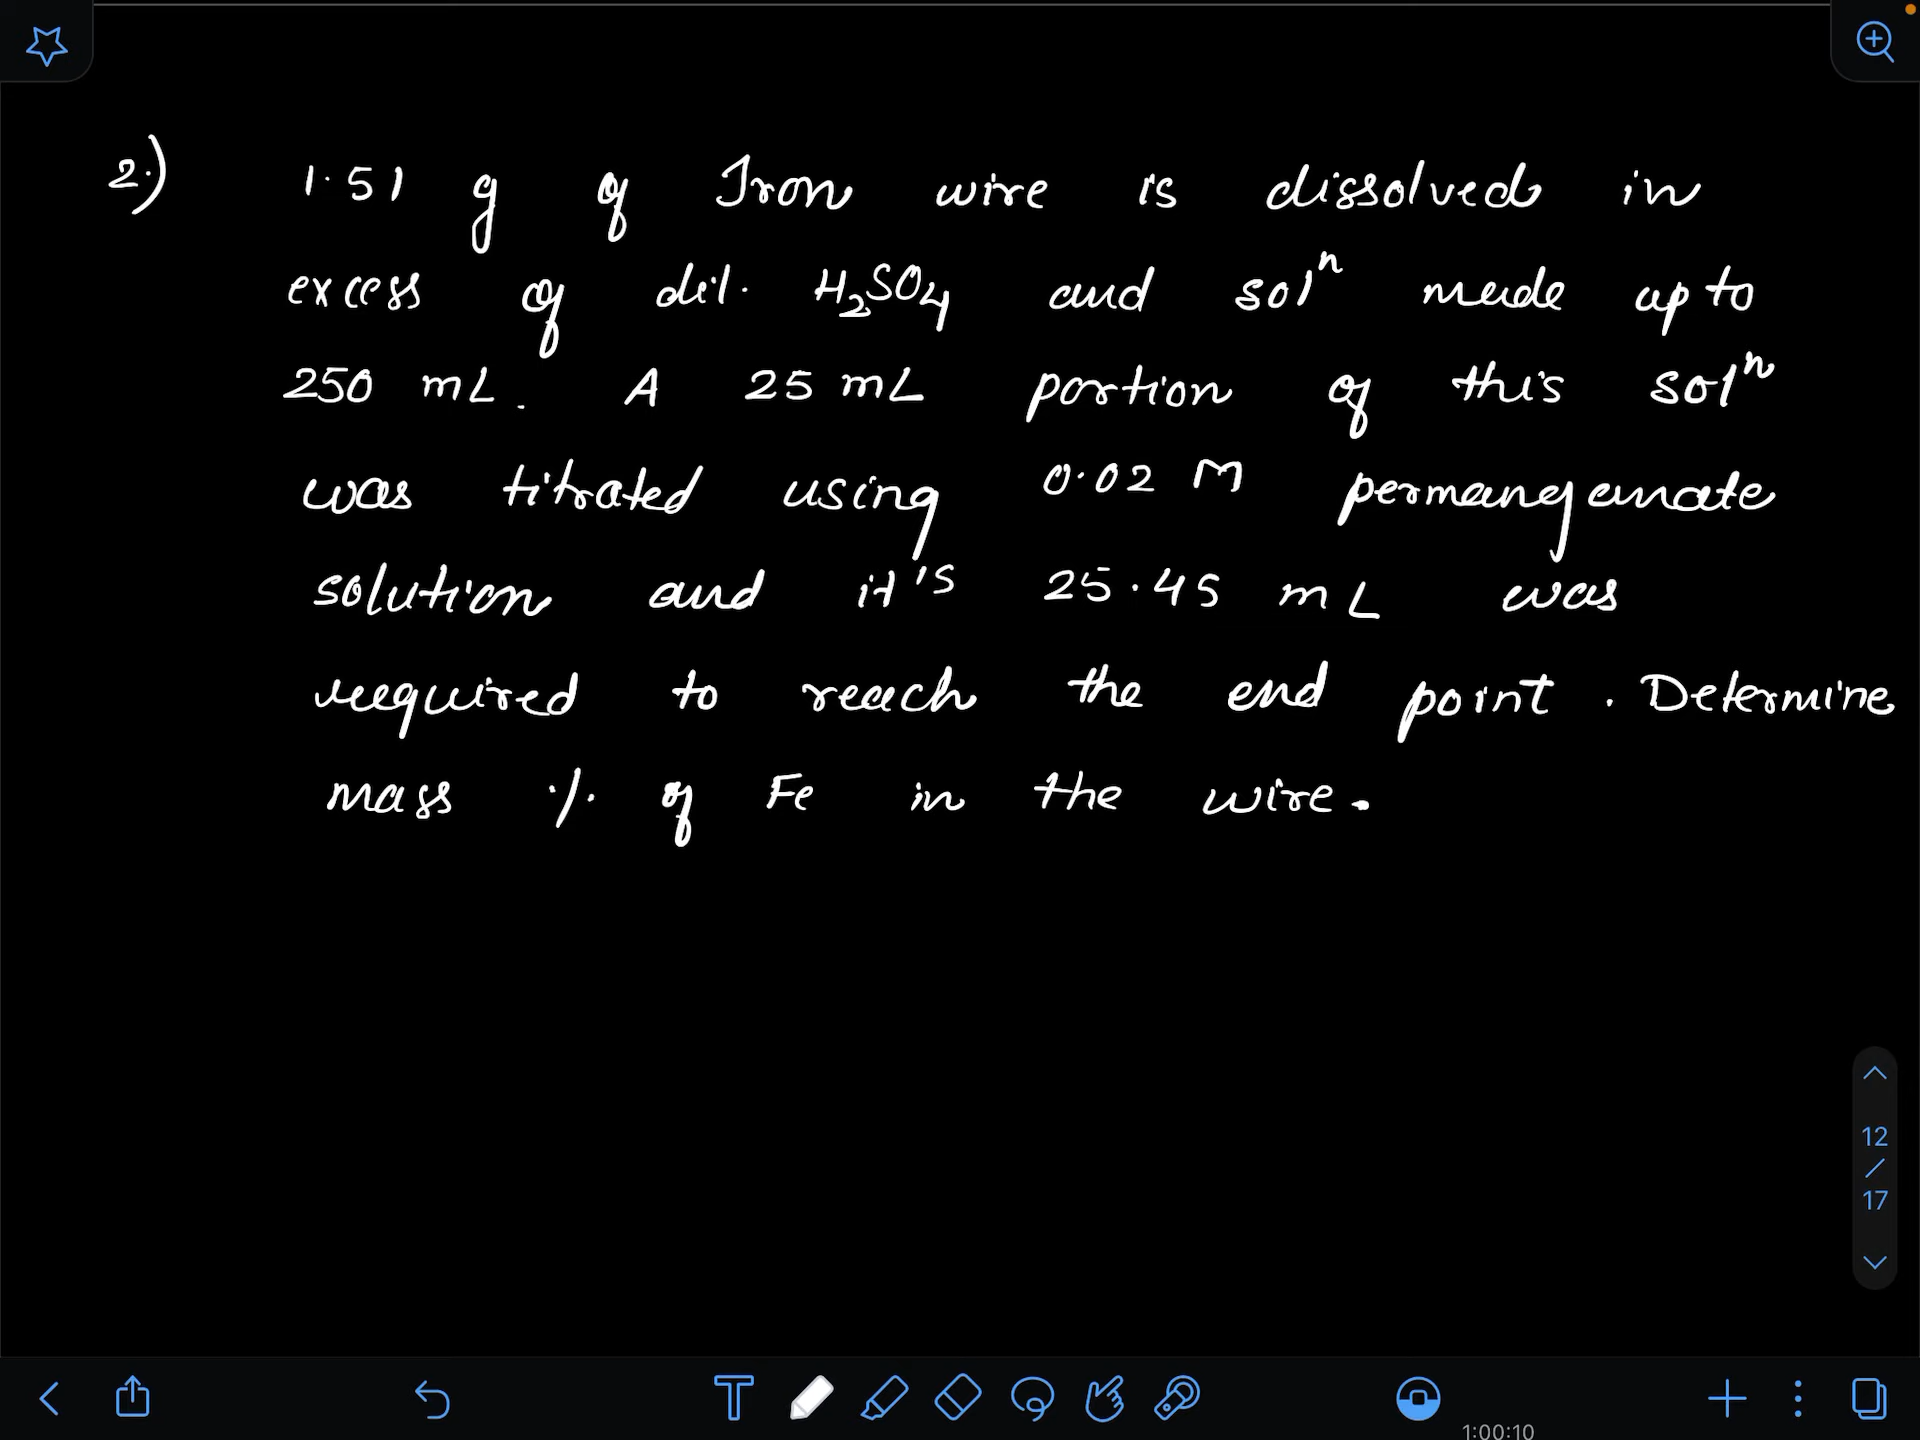 2.) 1.51 g of Iron wire is dissolved in
excess of dil. H₂SO₄ and solⁿ made up to
250 mL. A 25 mL portion of this solⁿ
was titrated using 0.02 M permanganate
solution and it's 25.45 mL was
required to reach the end point. Determine
mass % of Fe in the wire.
12
/
17
T
1:00:10